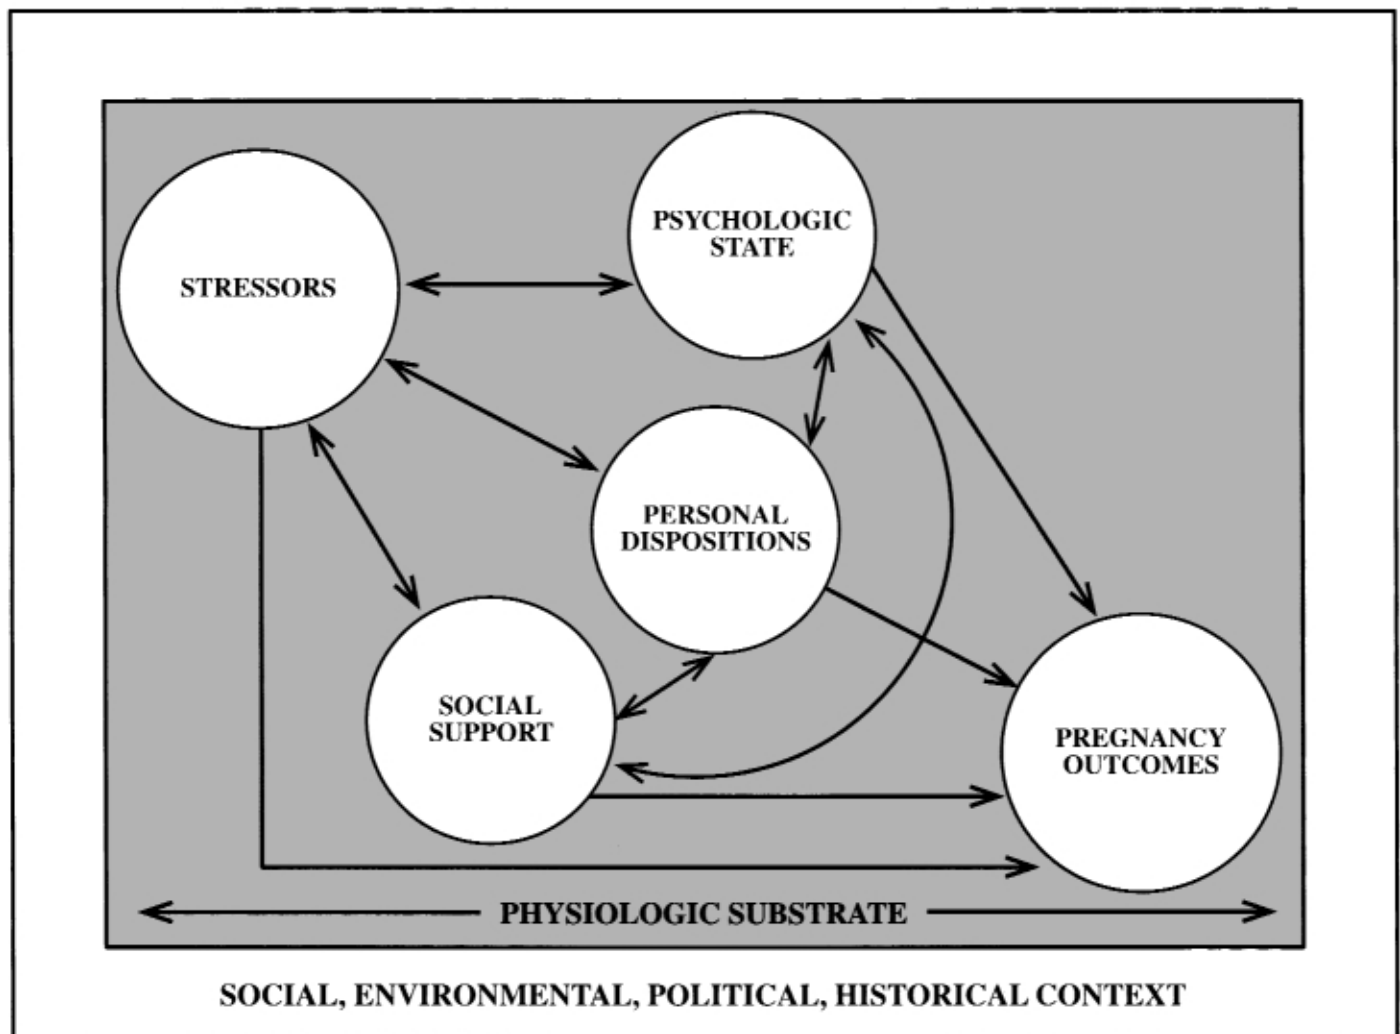 PSYCHOLOGIC
STATE
STRESSORS
PERSONAL
DISPOSITIONS
SOCIAL
SUPPORT
PREGNANCY
OUTCOMES
PHYSIOLOGIC SUBSTRATE
SOCIAL, ENVIRONMENTAL, POLITICAL, HISTORICAL CONTEXT